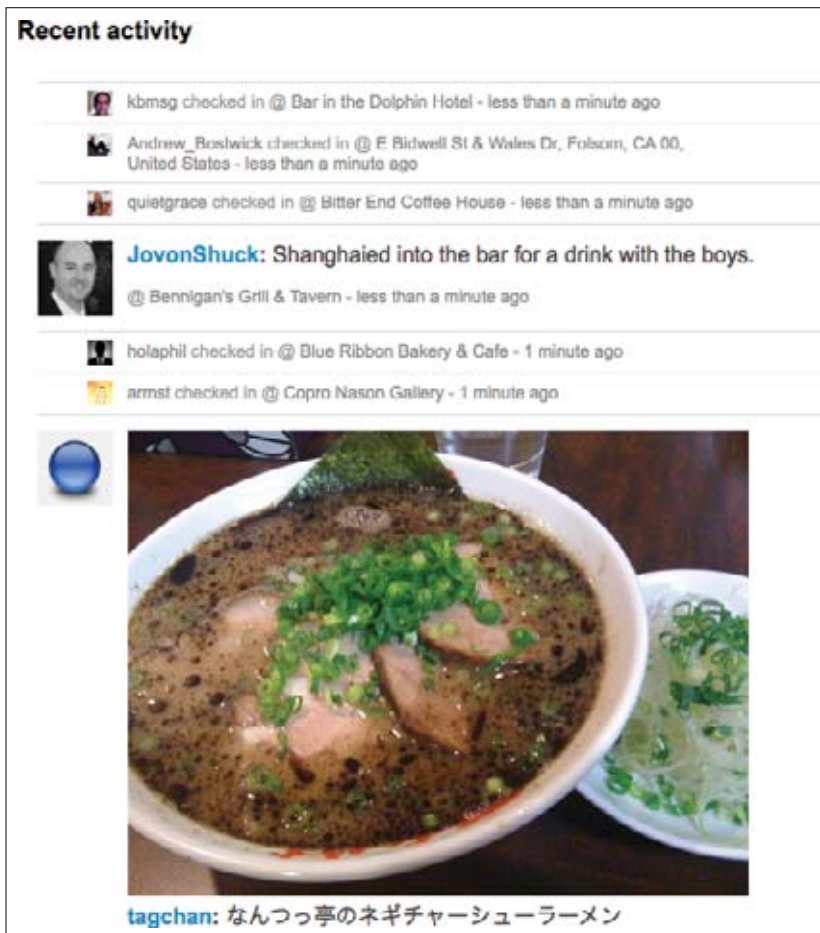 Recent activity
kbmsg checked in @ Bar in the Dolphin Hotel - less than a minute ago
Andrew_Bostwick checked in @ E Bidwell St & Wales Dr, Folsom, CA 00,
United States - less than a minute ago
quietgrace checked in @ Bitter End Coffee House - less than a minute ago
JovonShuck: Shanghaied into the bar for a drink with the boys.
@ Bennigan's Grill & Tavern - less than a minute ago
holaphil checked in @ Blue Ribbon Bakery & Cafe - 1 minute ago
armst checked in @ Copro Nason Gallery - 1 minute ago
tagchan: なんつっ亭のネギチャーシューラーメン